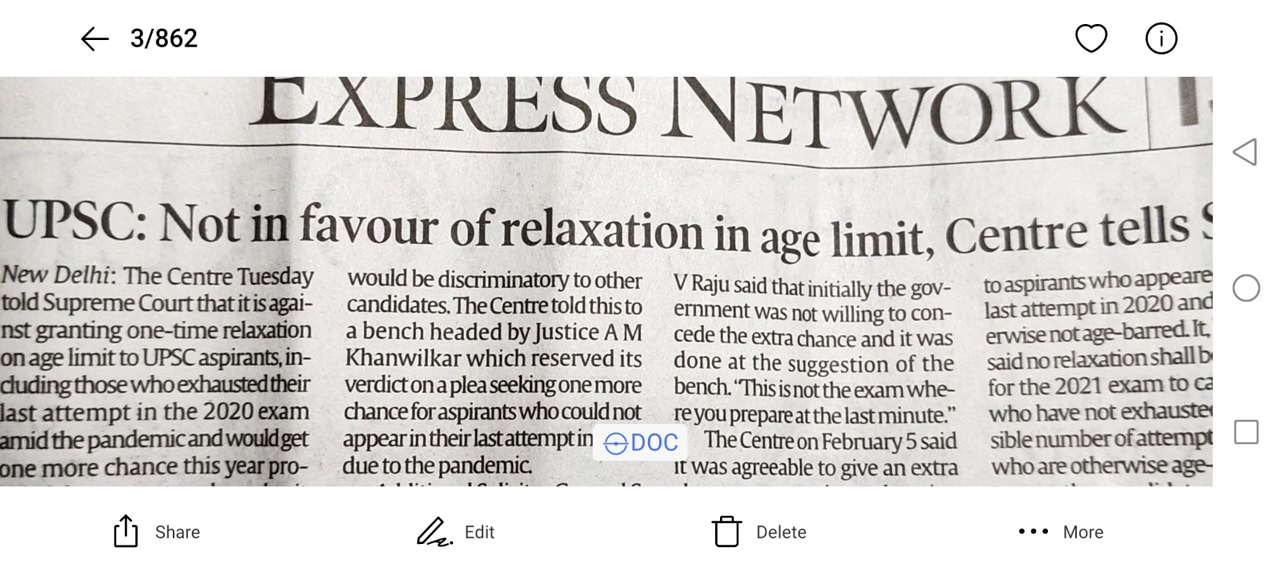 3/862
EXPRESS NETWORK
UPSC: Not in favour of relaxation in age limit, Centre tells
New Delhi: The Centre Tuesday
told Supreme Court that it is agai-
nst granting one-time relaxation
on age limit to UPSC aspirants, in-
cluding those who exhausted their
last attempt in the 2020 exam
amid the pandemic and would get
one more chance this year pro-
would be discriminatory to other
candidates. The Centre told this to
a bench headed by Justice A M
Khanwilkar which reserved its
verdict on a plea seeking one more
chance for aspirants who could not
appear in their last attempt in
due to the pandemic.
V Raju said that initially the gov-
ernment was not willing to con-
cede the extra chance and it was
done at the suggestion of the
bench. “This is not the exam whe-
re you prepare at the last minute.”
The Centre on February 5 said
it was agreeable to give an extra
to aspirants who appeare
last attempt in 2020 and
erwise not age-barred. It,
said no relaxation shall b
for the 2021 exam to ca
who have not exhauste
sible number of attempt
who are otherwise age-
DOC
Share
Edit
Delete
More